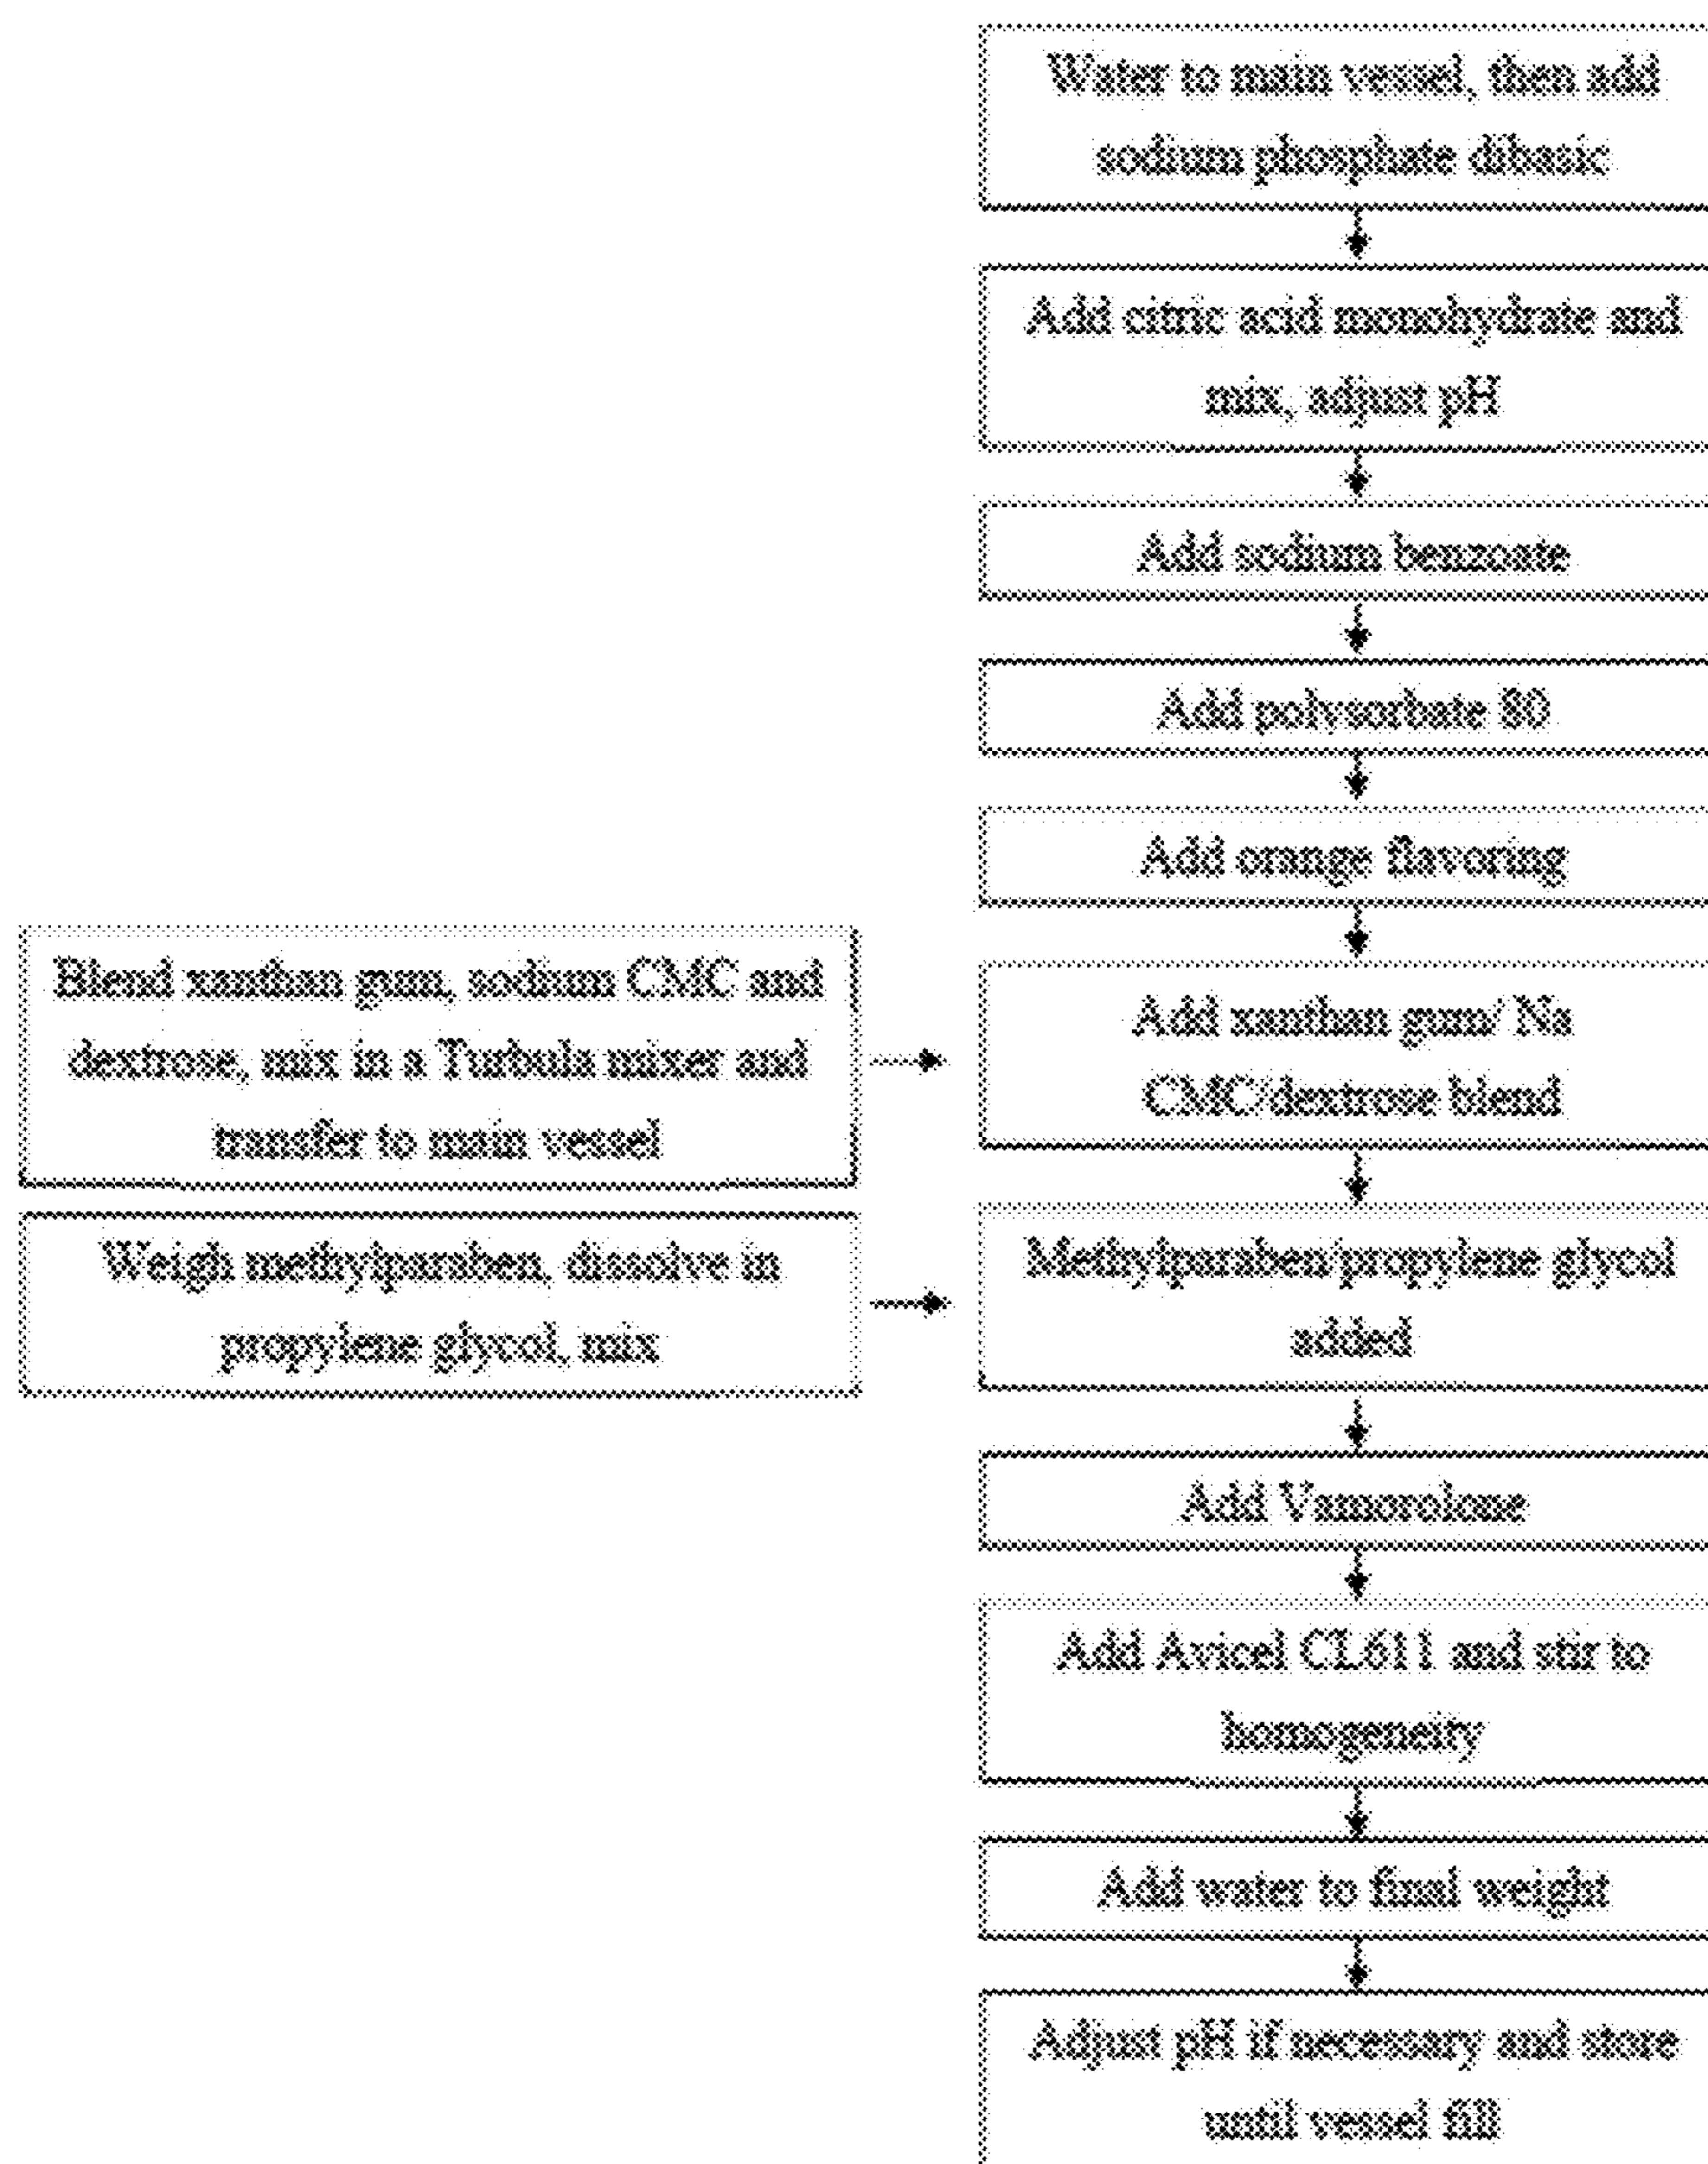 Water to main vessel, then add
sodium phosphate dibasic
Add citric acid monohydrate and
mix, adjust pH
Add sodium benzoate
Add polysorbate 80
Add orange flavoring
Blend xanthan gum, sodium CMC and
dextrose, mix in a Turbula mixer and
transfer to main vessel
Add xanthan gum/ Na
CMC/dextrose blend
Weigh methylparaben, dissolve in
propylene glycol, mix
Methylparaben/propylene glycol
added
Add Vamorolone
Add Avicel CL611 and stir to
homogeneity
Add water to final weight
Adjust pH if necessary and store
until vessel fill